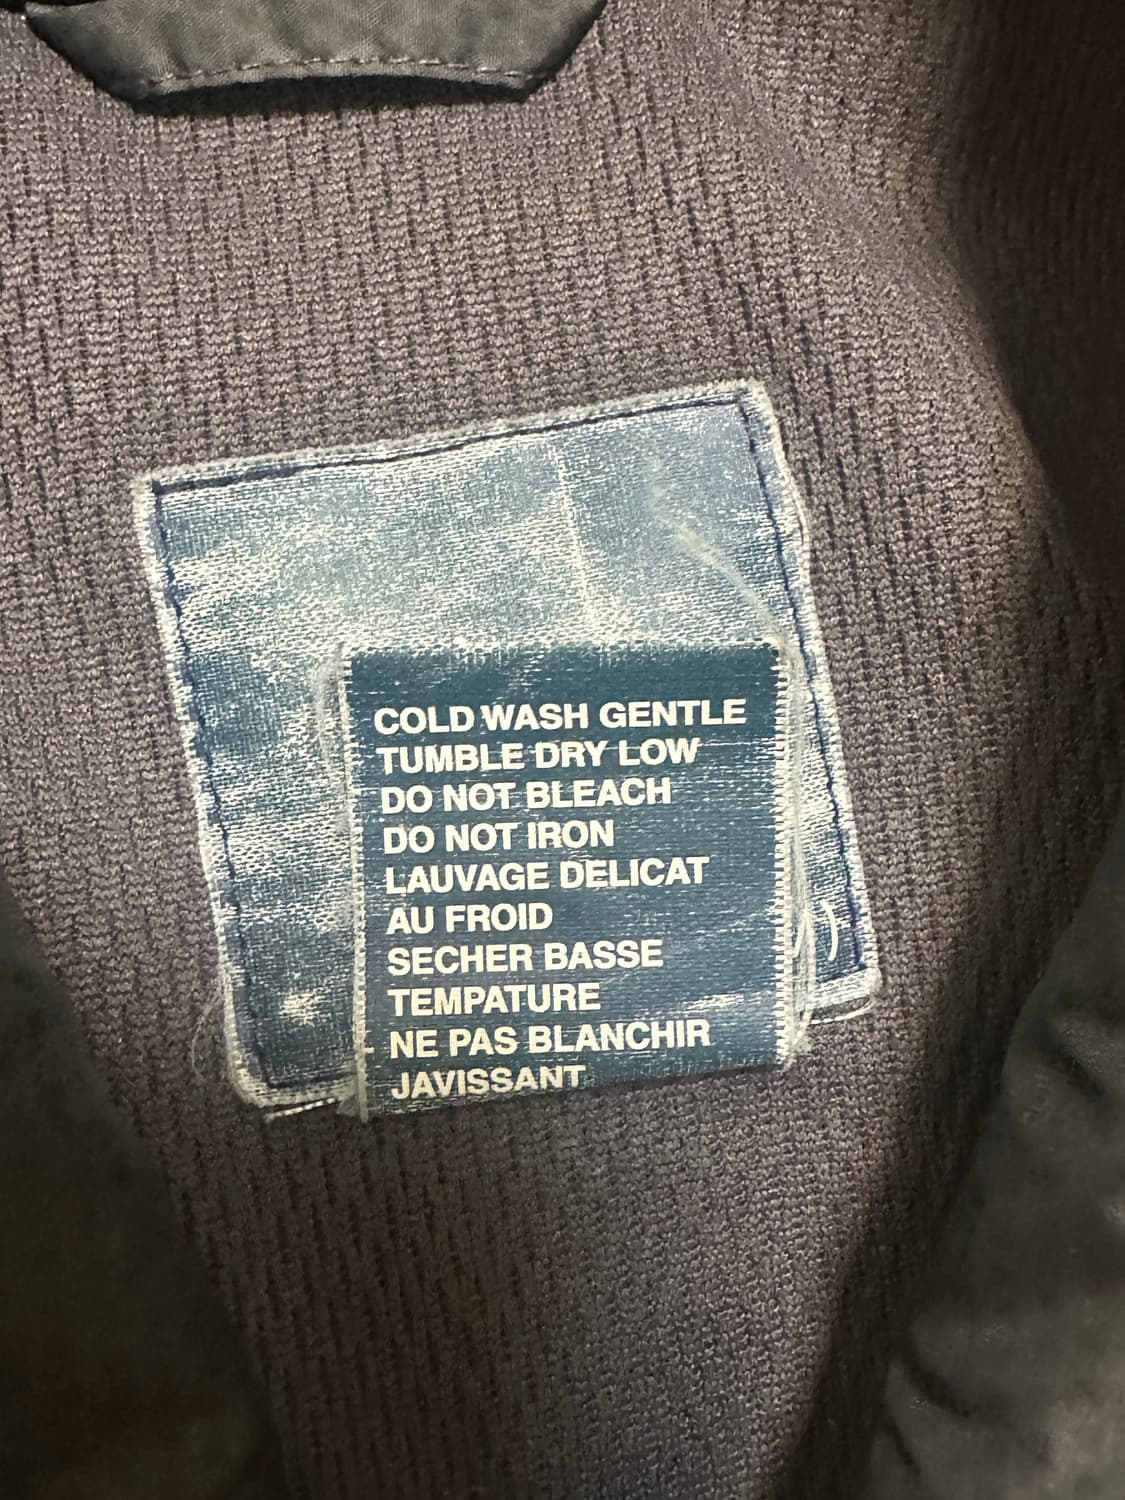 COLD WASH GENTLE
TUMBLE DRY LOW
DO NOT BLEACH
DO NOT IRON
LAUVAGE DELICAT
AU FROID
SECHER BASSE
TEMPATURE
NE PAS BLANCHIR
JAVISSANT